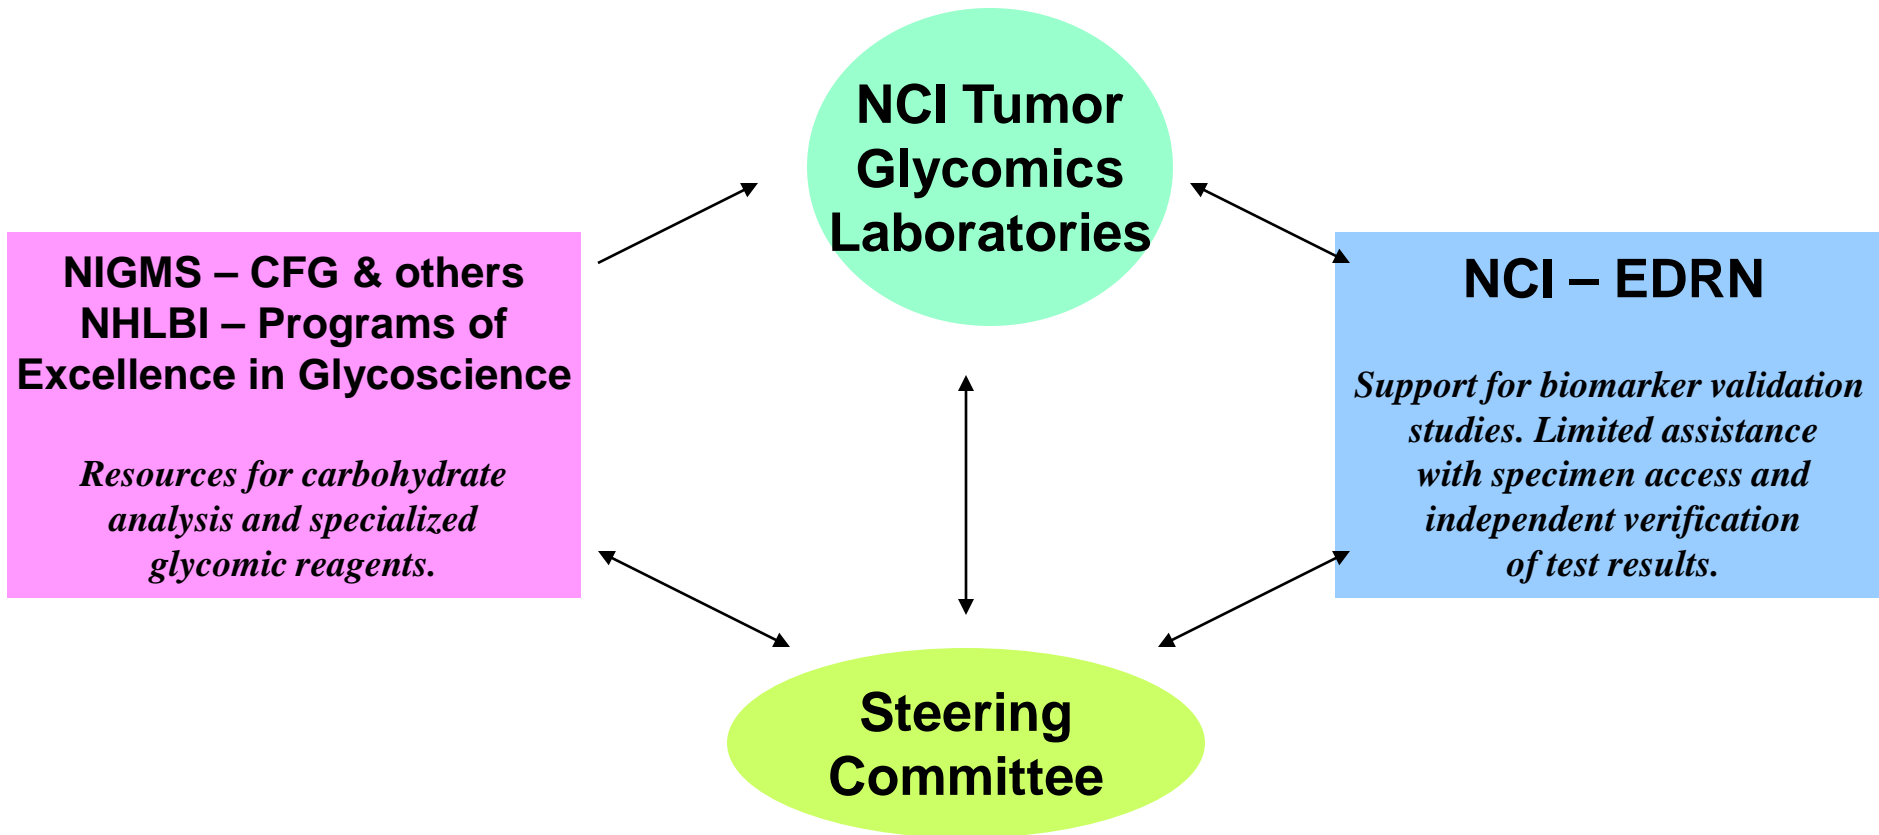 NCI Tumor
Glycomics
Laboratories
NIGMS – CFG & others
NHLBI – Programs of
Excellence in Glycoscience
Resources for carbohydrate
analysis and specialized
glycomic reagents.
NCI – EDRN
Support for biomarker validation
studies. Limited assistance
with specimen access and
independent verification
of test results.
Steering
Committee